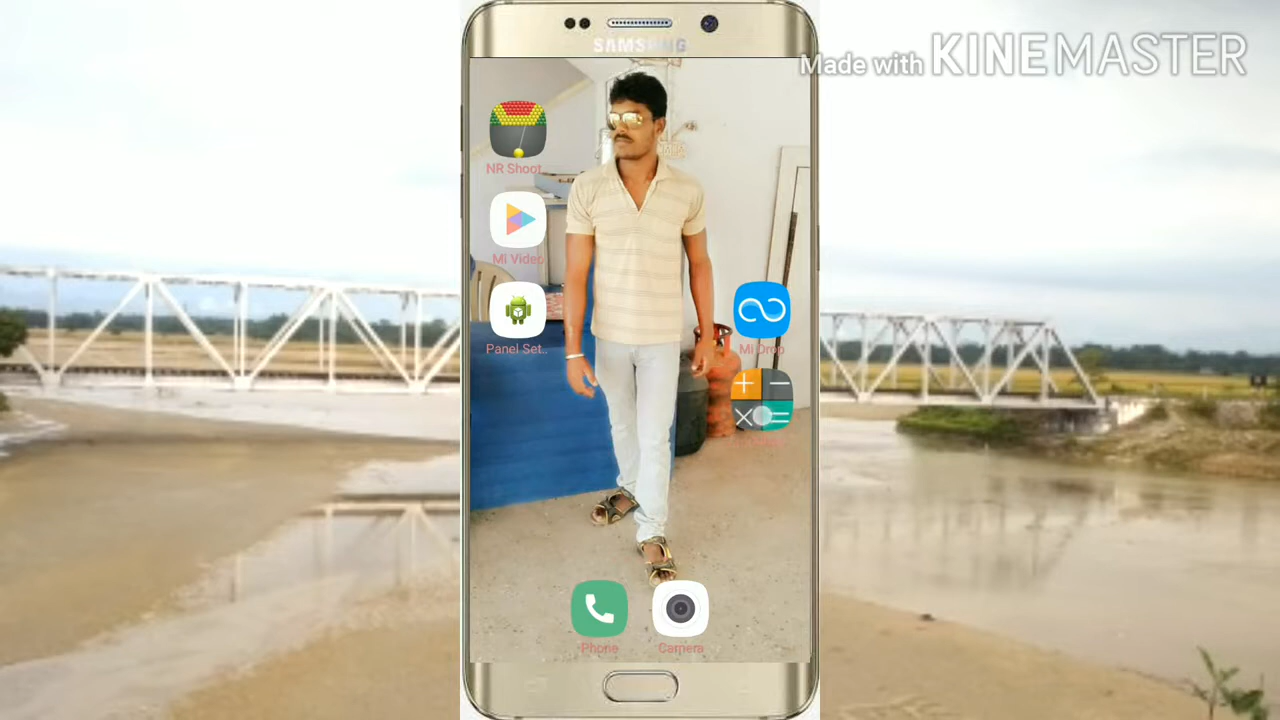 SAMSUNG
Made with KINEMASTER
NR Shoot..
Mi Video
Panel Set..
Mi Drop
Phone
Camera